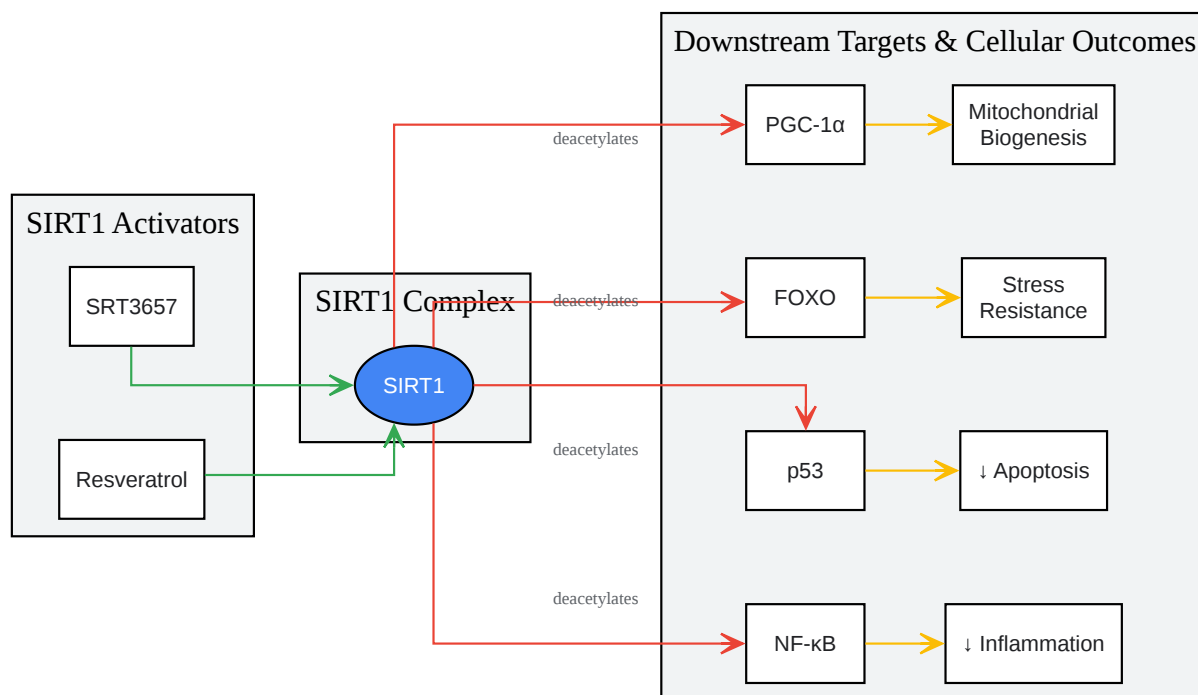 SIRT1 Activators
SRT3657
Resveratrol
SIRT1 Complex
SIRT1
deacetylates
deacetylates
deacetylates
deacetylates
Downstream Targets & Cellular Outcomes
PGC-1α
Mitochondrial
Biogenesis
FOXO
Stress
Resistance
p53
↓ Apoptosis
NF-κB
↓ Inflammation